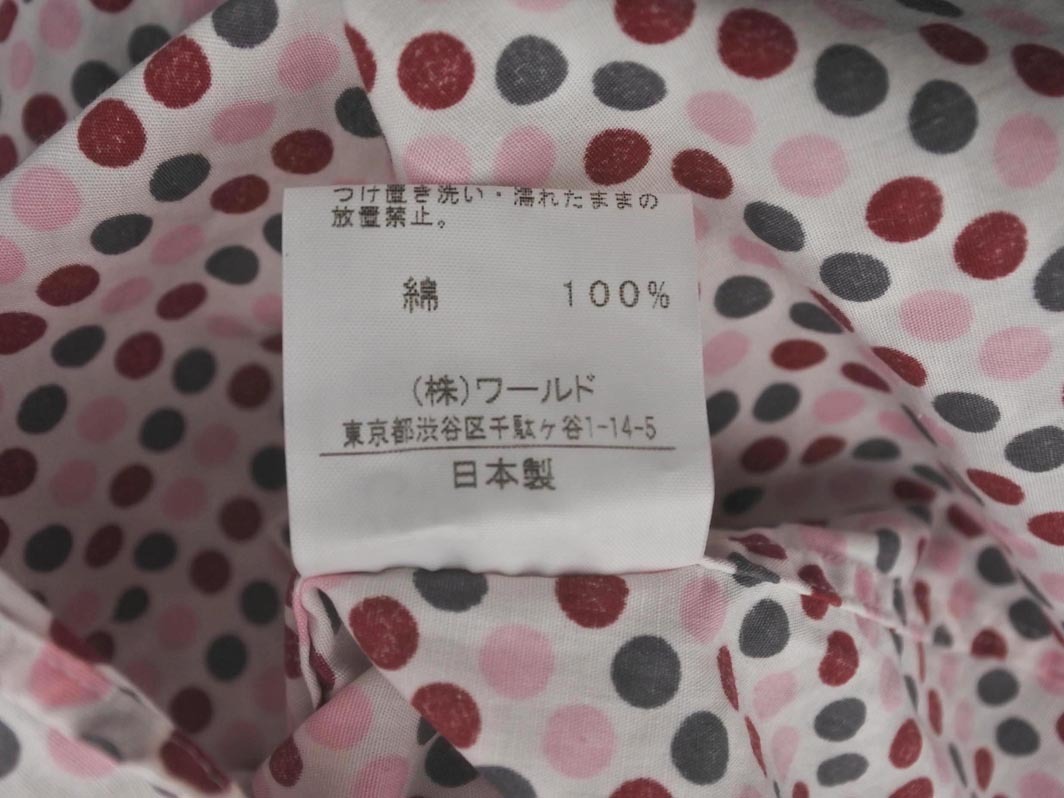 つけ置き洗い・濡れたままの
放置禁止。
綿 100%
(株)ワールド
東京都渋谷区千駄ヶ谷1-14-5
日本製